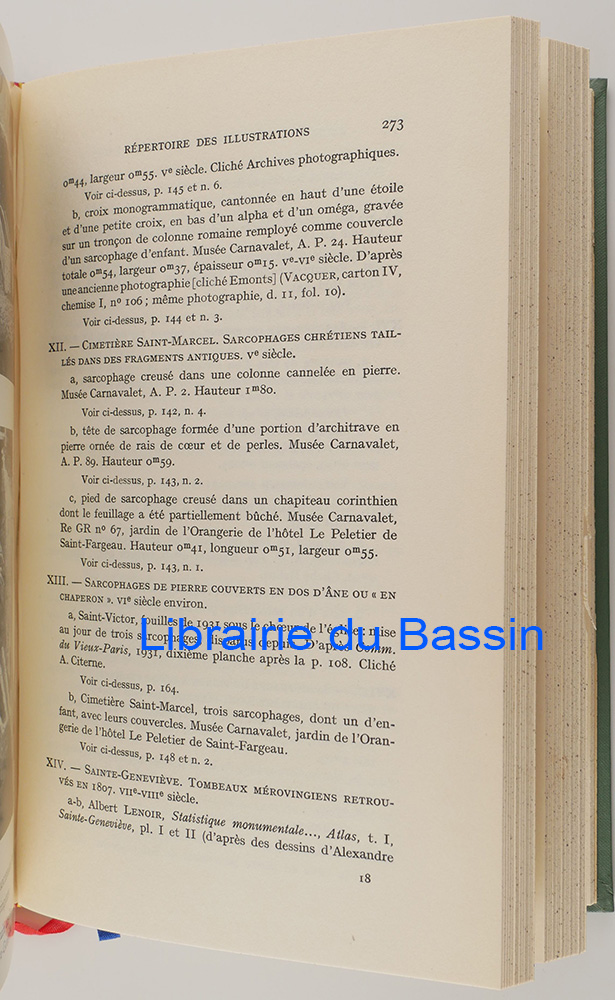 RÉPERTOIRE DES ILLUSTRATIONS 273
0ᵐ44, largeur 0ᵐ55. Vᵉ siècle. Cliché Archives photographiques.
Voir ci-dessus, p. 145 et n. 6.
b, croix monogrammatique, cantonnée en haut d'une étoile
et d'une petite croix, en bas d'un alpha et d'un oméga, gravée
sur un tronçon de colonne romaine remployé comme couvercle
d'un sarcophage d'enfant. Musée Carnavalet, A. P. 24. Hauteur
totale 0ᵐ54, largeur 0ᵐ37, épaisseur 0ᵐ15. Vᵉ-VIᵉ siècle. D'après
une ancienne photographie [cliché Emonts] (VACQUER, carton IV,
chemise I, nº 106 ; même photographie, d. 11, fol. 10).
Voir ci-dessus, p. 144 et n. 3.
XII. — CIMETIÈRE SAINT-MARCEL. SARCOPHAGES CHRÉTIENS TAIL-
LÉS DANS DES FRAGMENTS ANTIQUES. Vᵉ siècle.
a, sarcophage creusé dans une colonne cannelée en pierre.
Musée Carnavalet, A. P. 2. Hauteur 1ᵐ80.
Voir ci-dessus, p. 142, n. 4.
b, tête de sarcophage formée d'une portion d'architrave en
pierre ornée de rais de cœur et de perles. Musée Carnavalet,
A. P. 89. Hauteur 0ᵐ59.
Voir ci-dessus, p. 143, n. 2.
c, pied de sarcophage creusé dans un chapiteau corinthien
dont le feuillage a été partiellement bûché. Musée Carnavalet,
Re GR nº 67, jardin de l'Orangerie de l'hôtel Le Peletier de
Saint-Fargeau. Hauteur 0ᵐ41, longueur 0ᵐ51, largeur 0ᵐ55.
Voir ci-dessus, p. 143, n. 1.
XIII. — SARCOPHAGES DE PIERRE COUVERTS EN DOS D'ÂNE OU « EN
CHAPERON ». VIᵉ siècle environ.
a, Saint-Victor, fouilles de 1931 sous le chœur de l'église : mise
au jour de trois sarcophages, disparus depuis. D'après Comm.
Librairie du Bassin
du Vieux-Paris, 1931, dixième planche après la p. 108. Cliché
A. Citerne.
Voir ci-dessus, p. 164.
b, Cimetière Saint-Marcel, trois sarcophages, dont un d'en-
fant, avec leurs couvercles. Musée Carnavalet, jardin de l'Oran-
gerie de l'hôtel Le Peletier de Saint-Fargeau.
Voir ci-dessus, p. 148 et n. 2.
XIV. — SAINTE-GENEVIÈVE. TOMBEAUX MÉROVINGIENS RETROU-
VÉS EN 1807. VIIᵉ-VIIIᵉ siècle.
a-b, Albert LENOIR, Statistique monumentale..., Atlas, t. I,
Sainte-Geneviève, pl. I et II (d'après des dessins d'Alexandre
18